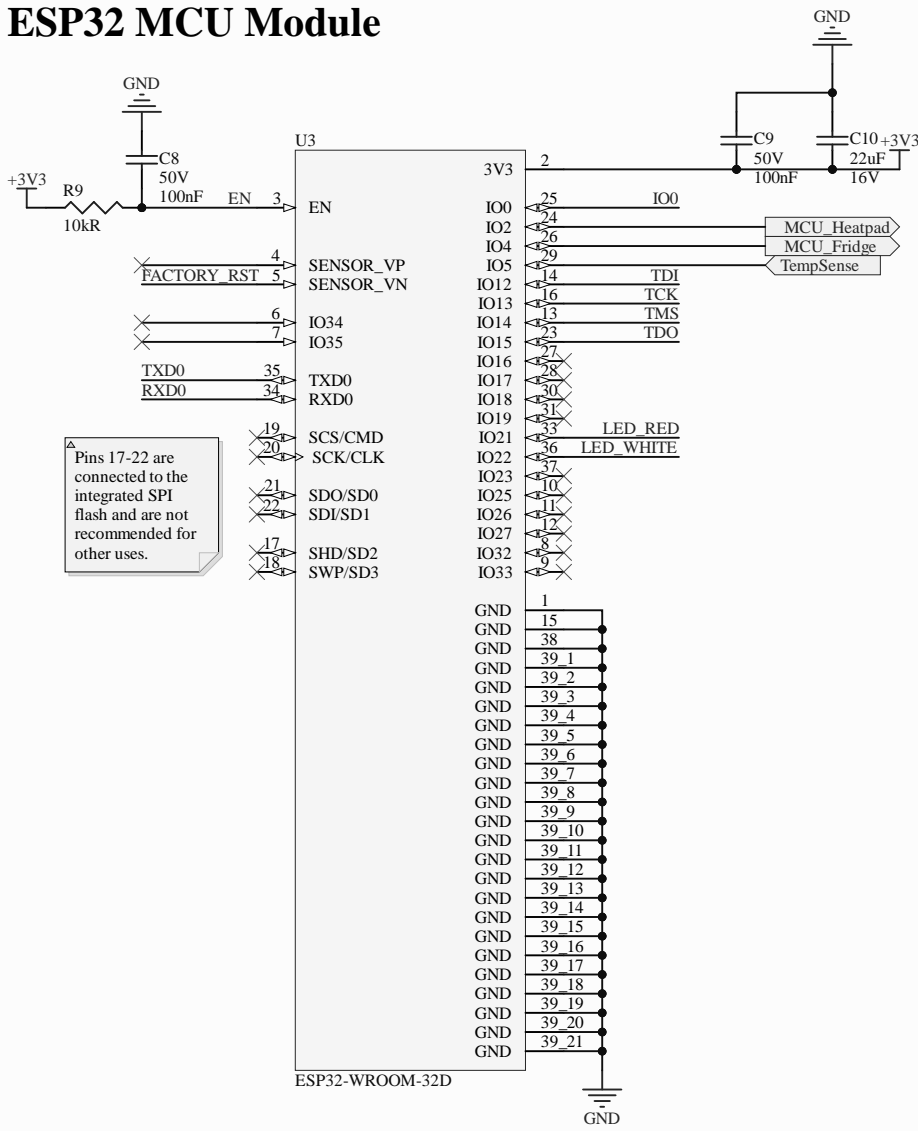 ESP32 MCU Module
GND
GND
C8
50V
100nF
+3V3
R9
10kR
EN
3
EN
U3
3V3
2
C9
50V
100nF
C10
22uF
16V
+3V3
4
SENSOR_VP
FACTORY_RST
5
SENSOR_VN
6
IO34
7
IO35
TXD0
35
TXD0
RXD0
34
RXD0
19
SCS/CMD
20
SCK/CLK
21
SDO/SD0
22
SDI/SD1
17
SHD/SD2
18
SWP/SD3
Pins 17-22 are
connected to the
integrated SPI
flash and are not
recommended for
other uses.
IO0
25
IO0
IO2
24
MCU_Heatpad
IO4
26
MCU_Fridge
IO5
29
TempSense
IO12
14
TDI
IO13
16
TCK
IO14
13
TMS
IO15
23
TDO
IO16
27
IO17
28
IO18
30
IO19
31
IO21
33
LED_RED
IO22
36
LED_WHITE
IO23
37
IO25
10
IO26
11
IO27
12
IO32
8
IO33
9
GND
1
GND
15
GND
38
GND
39_1
GND
39_2
GND
39_3
GND
39_4
GND
39_5
GND
39_6
GND
39_7
GND
39_8
GND
39_9
GND
39_10
GND
39_11
GND
39_12
GND
39_13
GND
39_14
GND
39_15
GND
39_16
GND
39_17
GND
39_18
GND
39_19
GND
39_20
GND
39_21
ESP32-WROOM-32D
GND